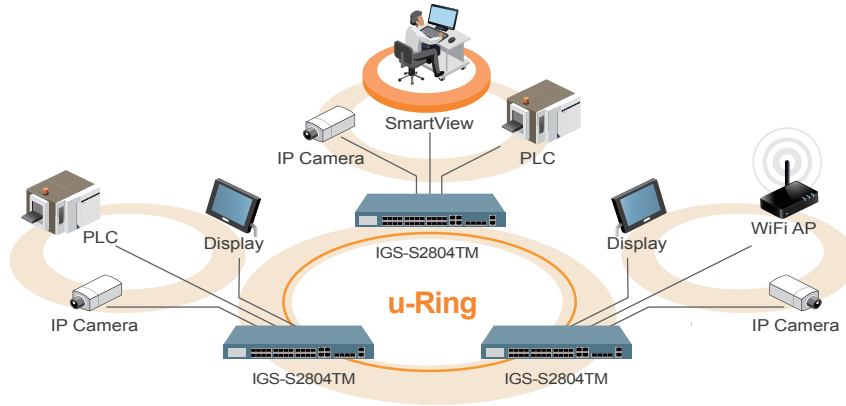 SmartView
IP Camera
PLC
IGS-S2804TM
PLC
Display
IP Camera
IGS-S2804TM
u-Ring
Display
WiFi AP
IP Camera
IGS-S2804TM